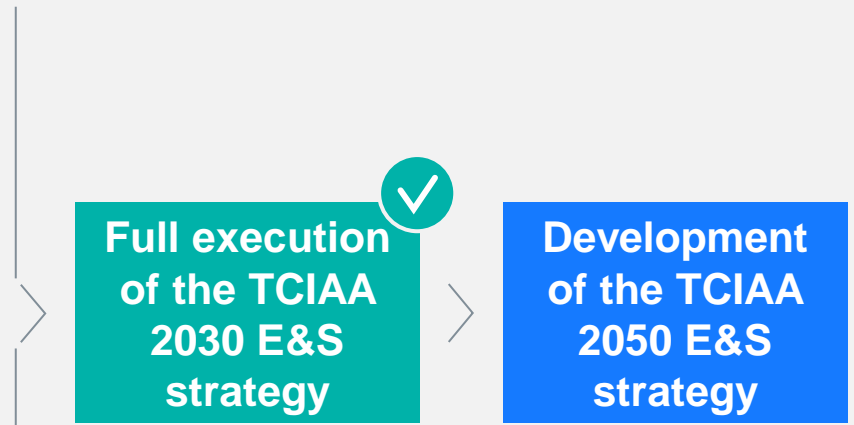 Full execution
of the TCIAA
2030 E&S
strategy
Development
of the TCIAA
2050 E&S
strategy